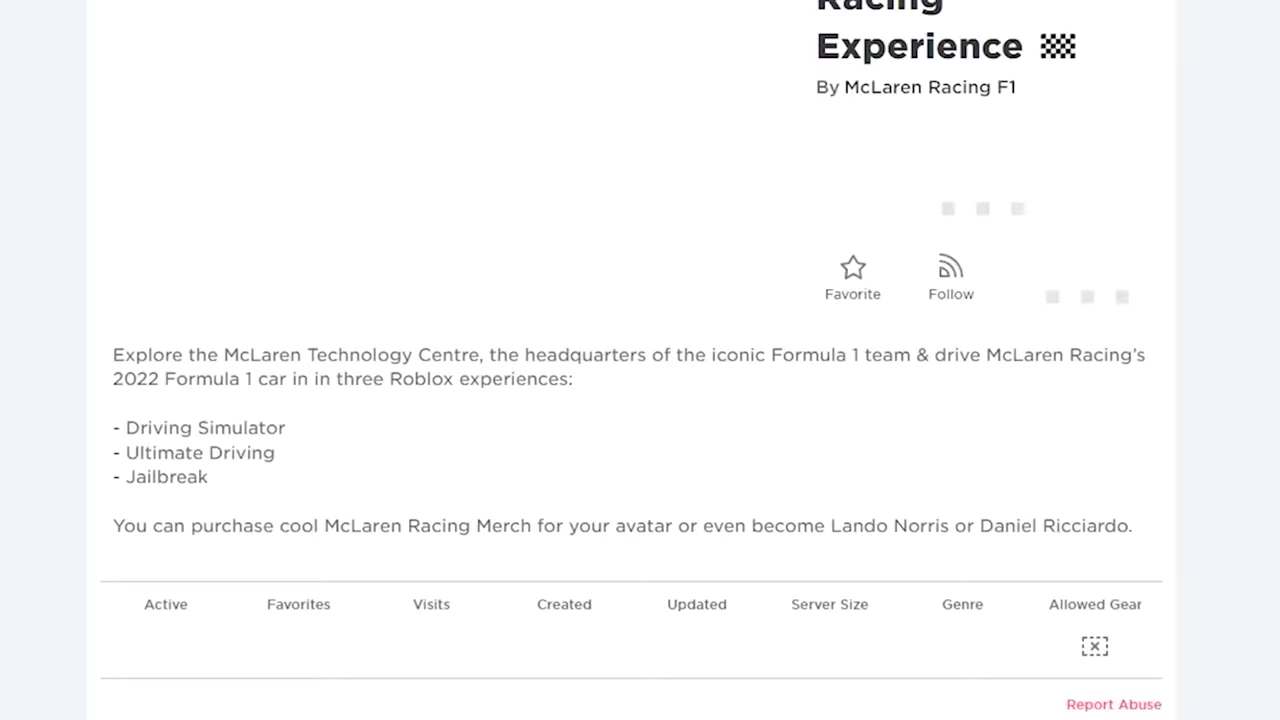 Racing
Experience
By McLaren Racing F1
Favorite
Follow
Explore the McLaren Technology Centre, the headquarters of the iconic Formula 1 team & drive McLaren Racing’s
2022 Formula 1 car in in three Roblox experiences:
- Driving Simulator
- Ultimate Driving
- Jailbreak
You can purchase cool McLaren Racing Merch for your avatar or even become Lando Norris or Daniel Ricciardo.
Active Favorites Visits Created Updated Server Size Genre Allowed Gear
Report Abuse